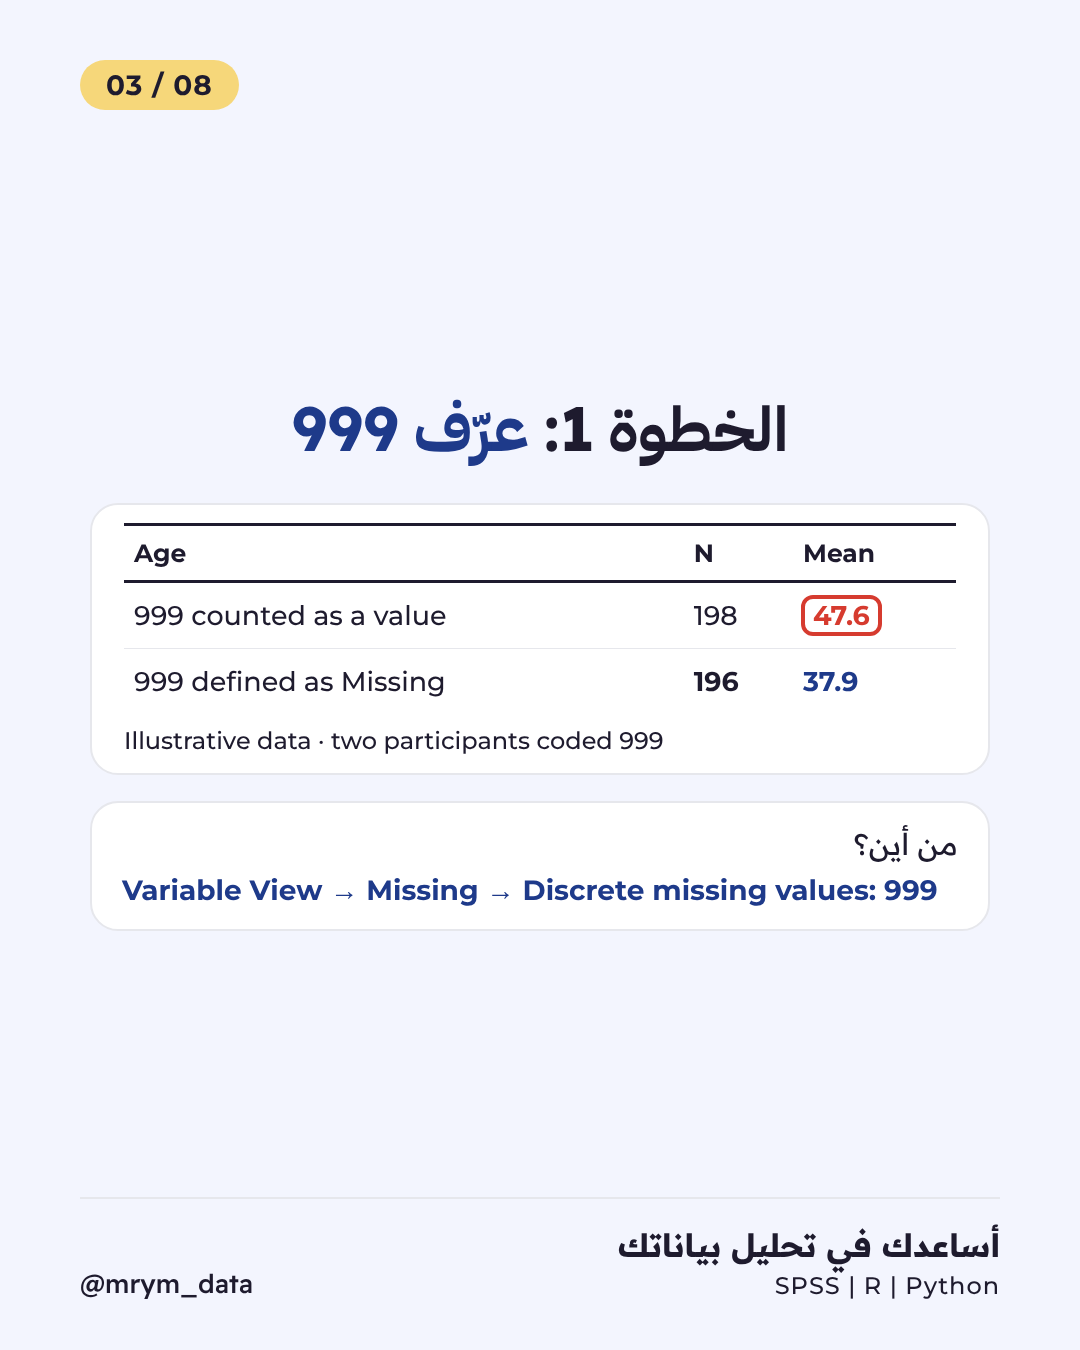 03 / 08
الخطوة 1: عرّف 999
Age N Mean
999 counted as a value 198 47.6
999 defined as Missing 196 37.9
Illustrative data · two participants coded 999
من أين؟
Variable View → Missing → Discrete missing values: 999
أساعدك في تحليل بياناتك
SPSS | R | Python
@mrym_data